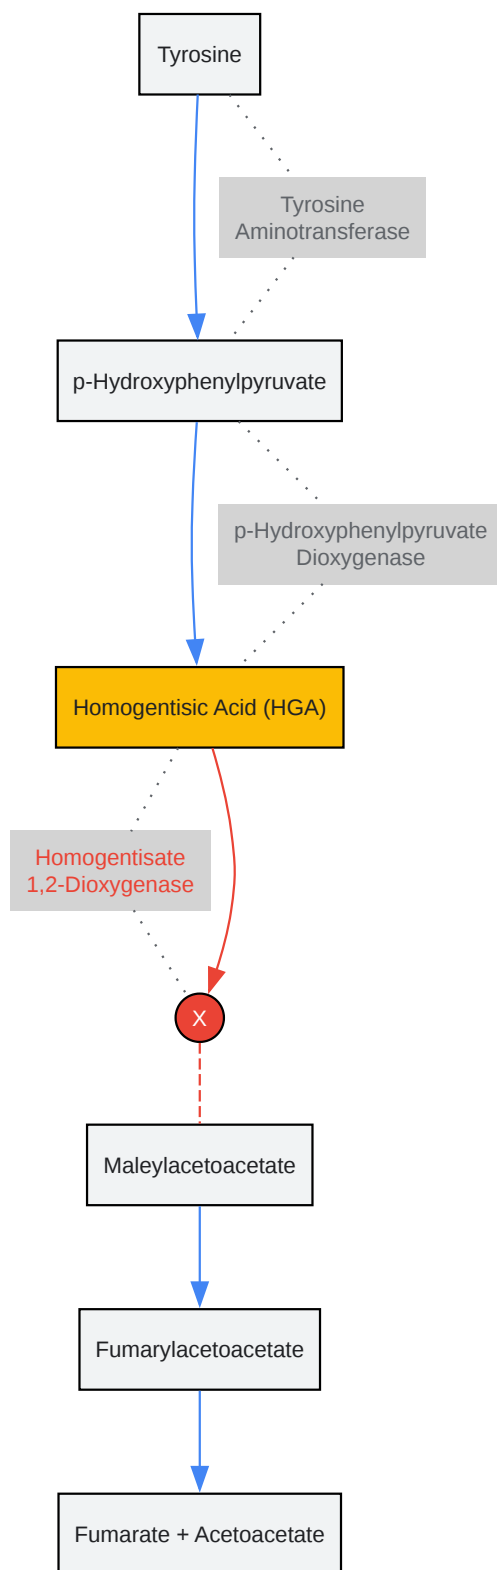 Tyrosine
Tyrosine
Aminotransferase
p-Hydroxyphenylpyruvate
p-Hydroxyphenylpyruvate
Dioxygenase
Homogentisic Acid (HGA)
Homogentisate
1,2-Dioxygenase
X
Maleylacetoacetate
Fumarylacetoacetate
Fumarate + Acetoacetate